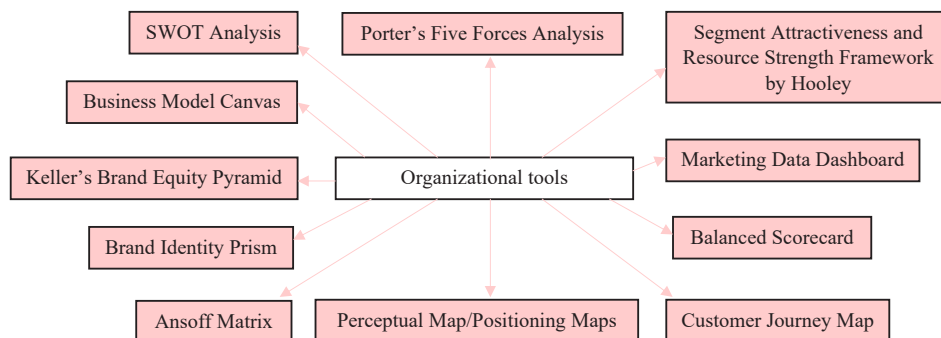 SWOT Analysis
Porter's Five Forces Analysis
Segment Attractiveness and
Resource Strength Framework
by Hooley
Business Model Canvas
Marketing Data Dashboard
Keller's Brand Equity Pyramid
Organizational tools
Brand Identity Prism
Balanced Scorecard
Ansoff Matrix
Perceptual Map/Positioning Maps
Customer Journey Map